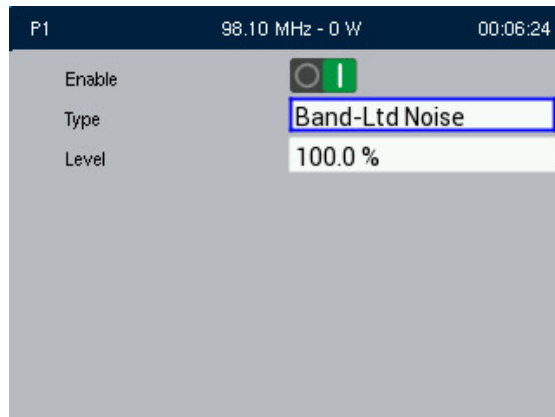 P1 98.10 MHz - 0 W 00:06:24
Enable
Type Band-Ltd Noise
Level 100.0 %